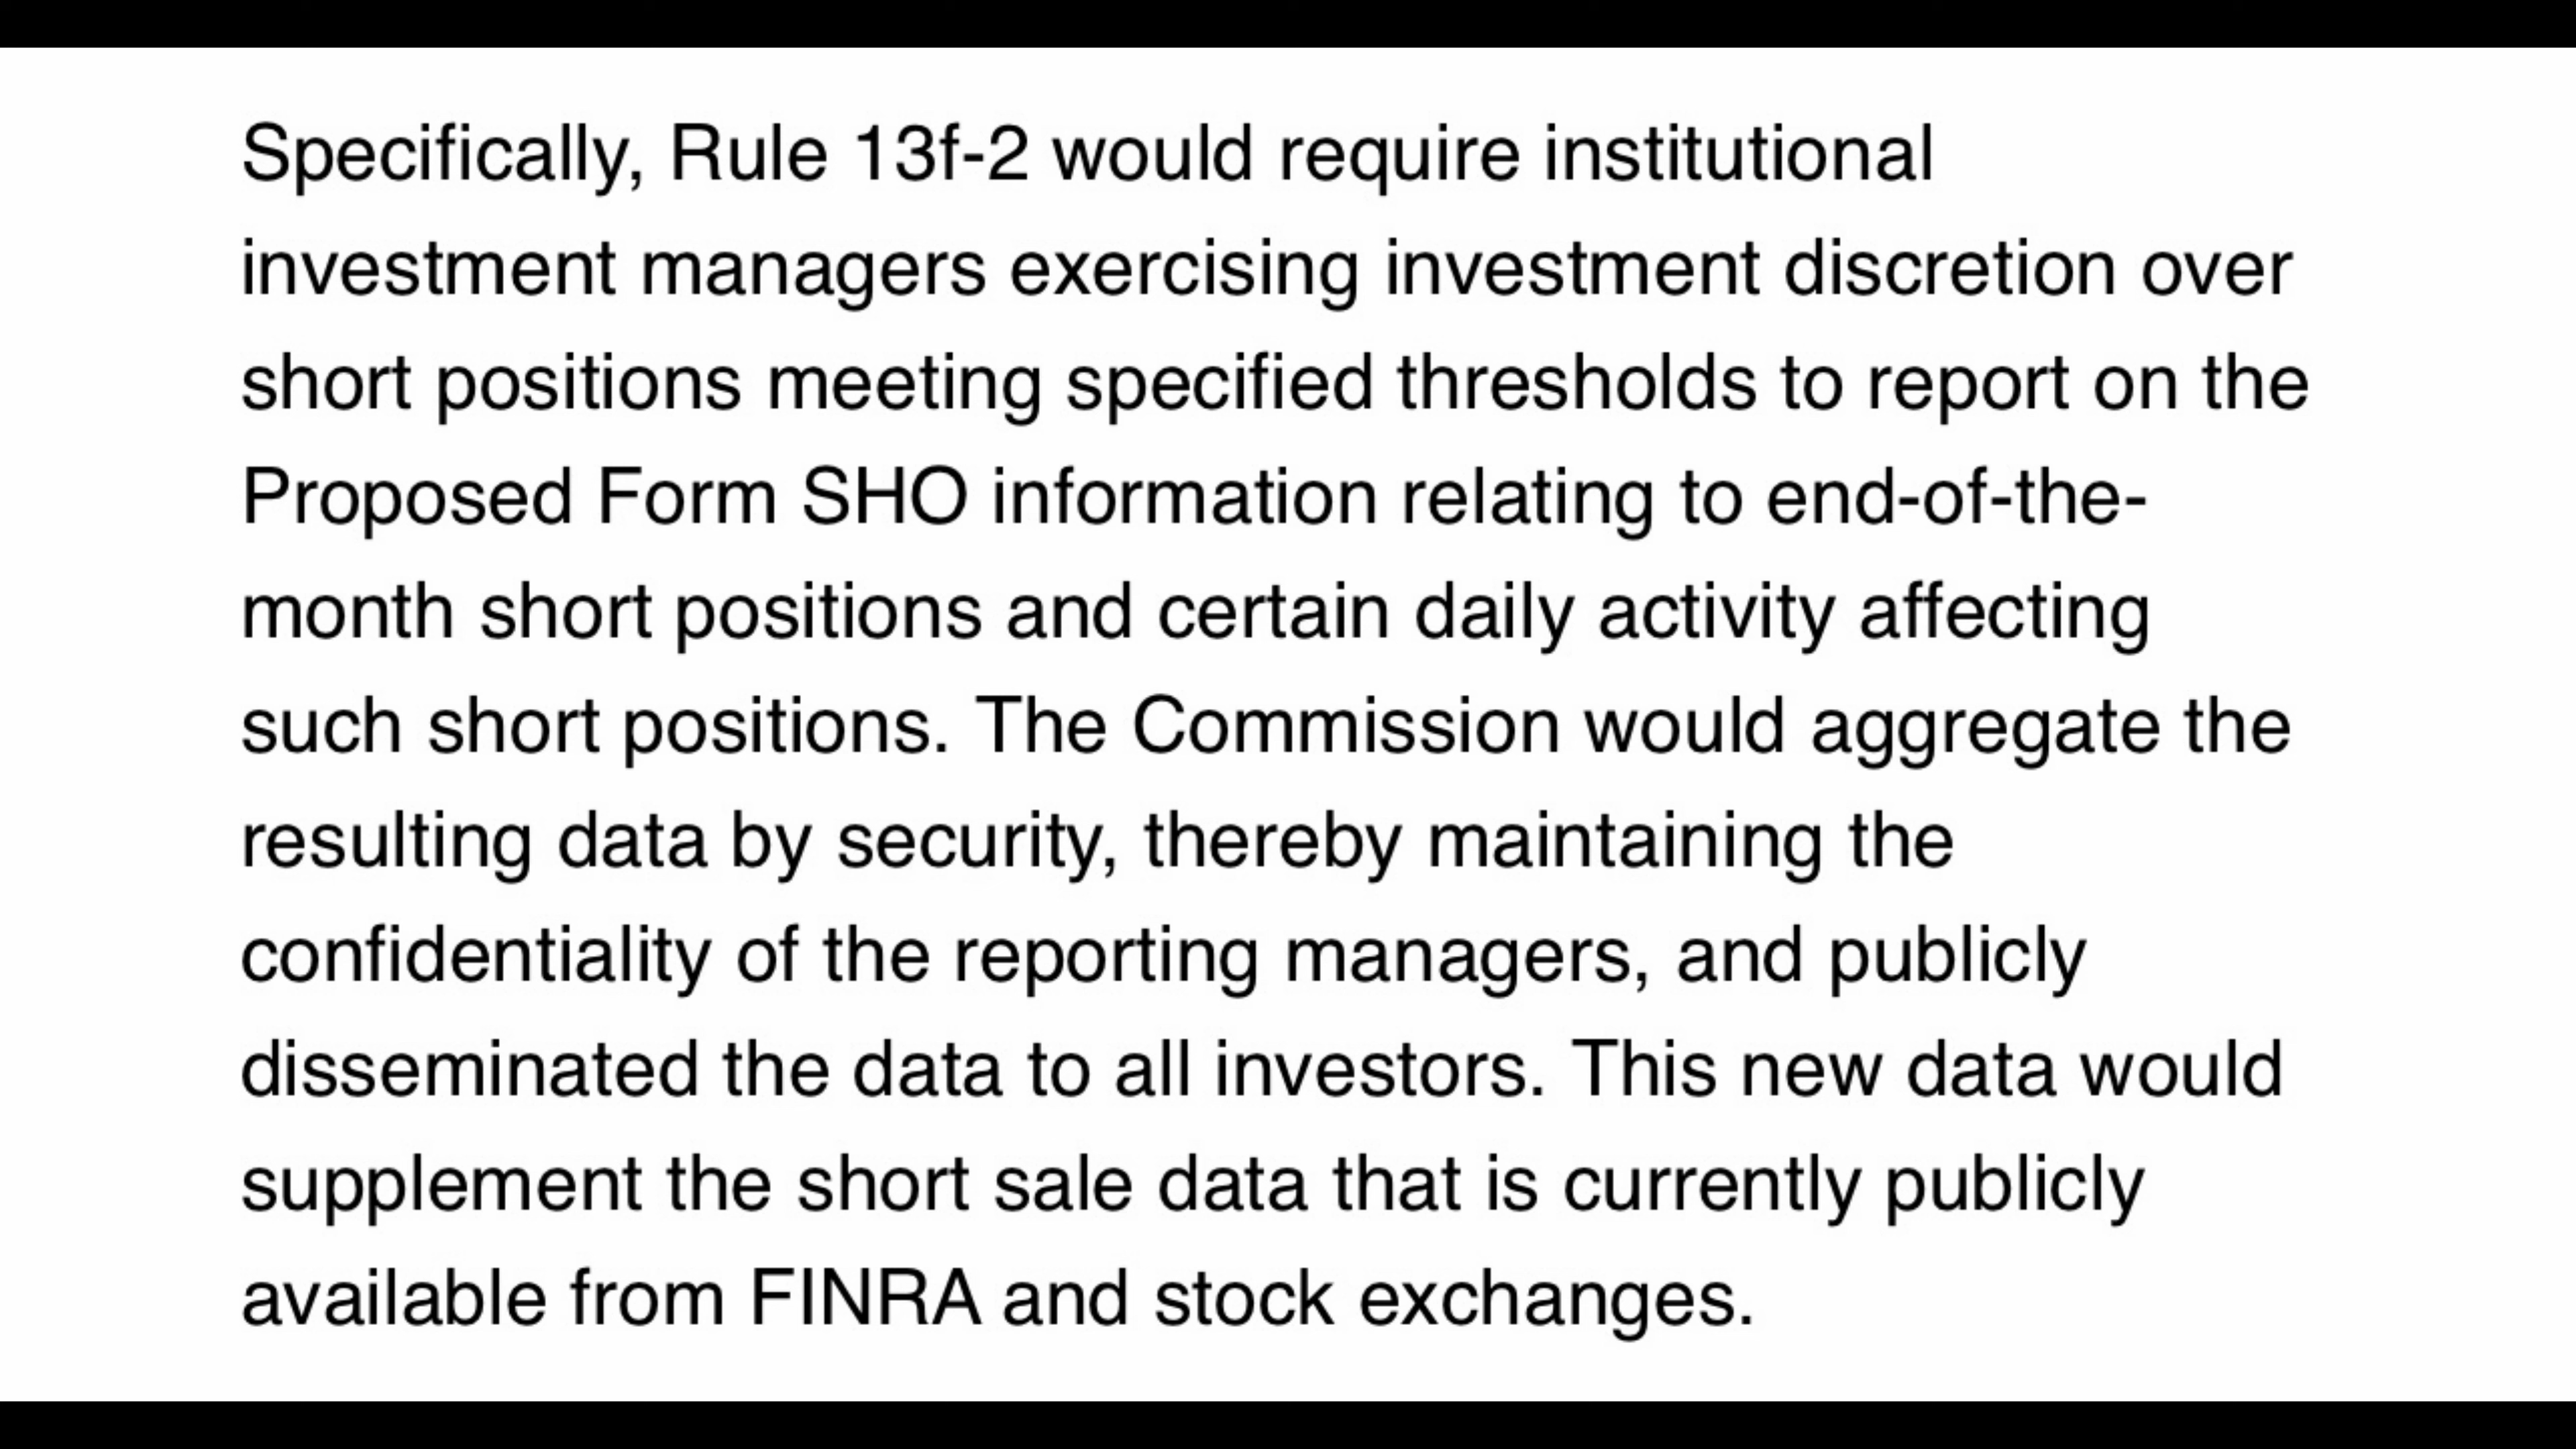 Specifically, Rule 13f-2 would require institutional
investment managers exercising investment discretion over
short positions meeting specified thresholds to report on the
Proposed Form SHO information relating to end-of-the-
month short positions and certain daily activity affecting
such short positions. The Commission would aggregate the
resulting data by security, thereby maintaining the
confidentiality of the reporting managers, and publicly
disseminated the data to all investors. This new data would
supplement the short sale data that is currently publicly
available from FINRA and stock exchanges.